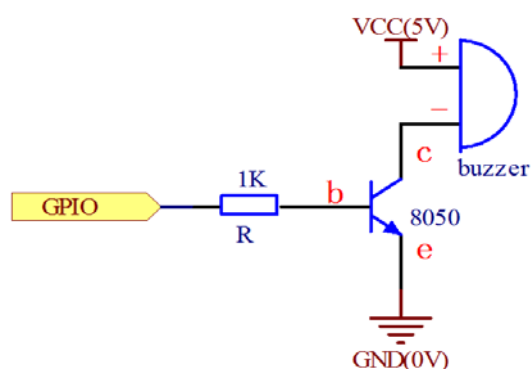 VCC(5V)
+
−
c
buzzer
1K
b
GPIO
8050
R
e
GND(0V)